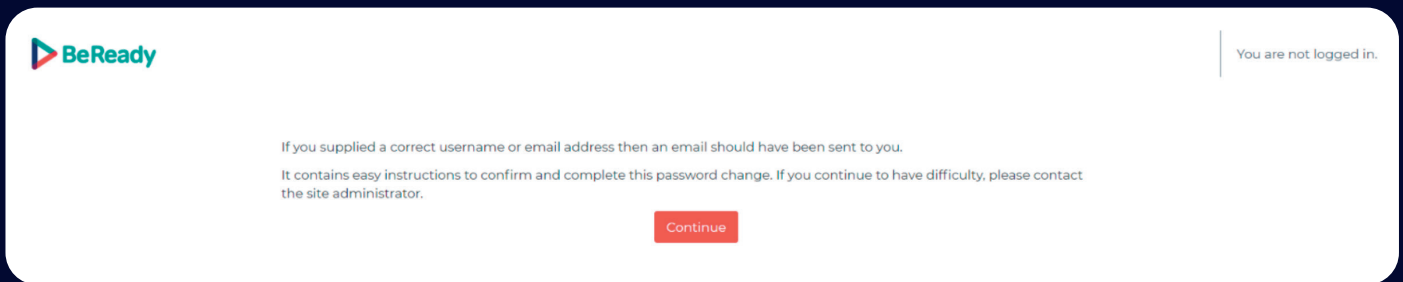 BeReady
You are not logged in.
If you supplied a correct username or email address then an email should have been sent to you.
It contains easy instructions to confirm and complete this password change. If you continue to have difficulty, please contact
the site administrator.
Continue